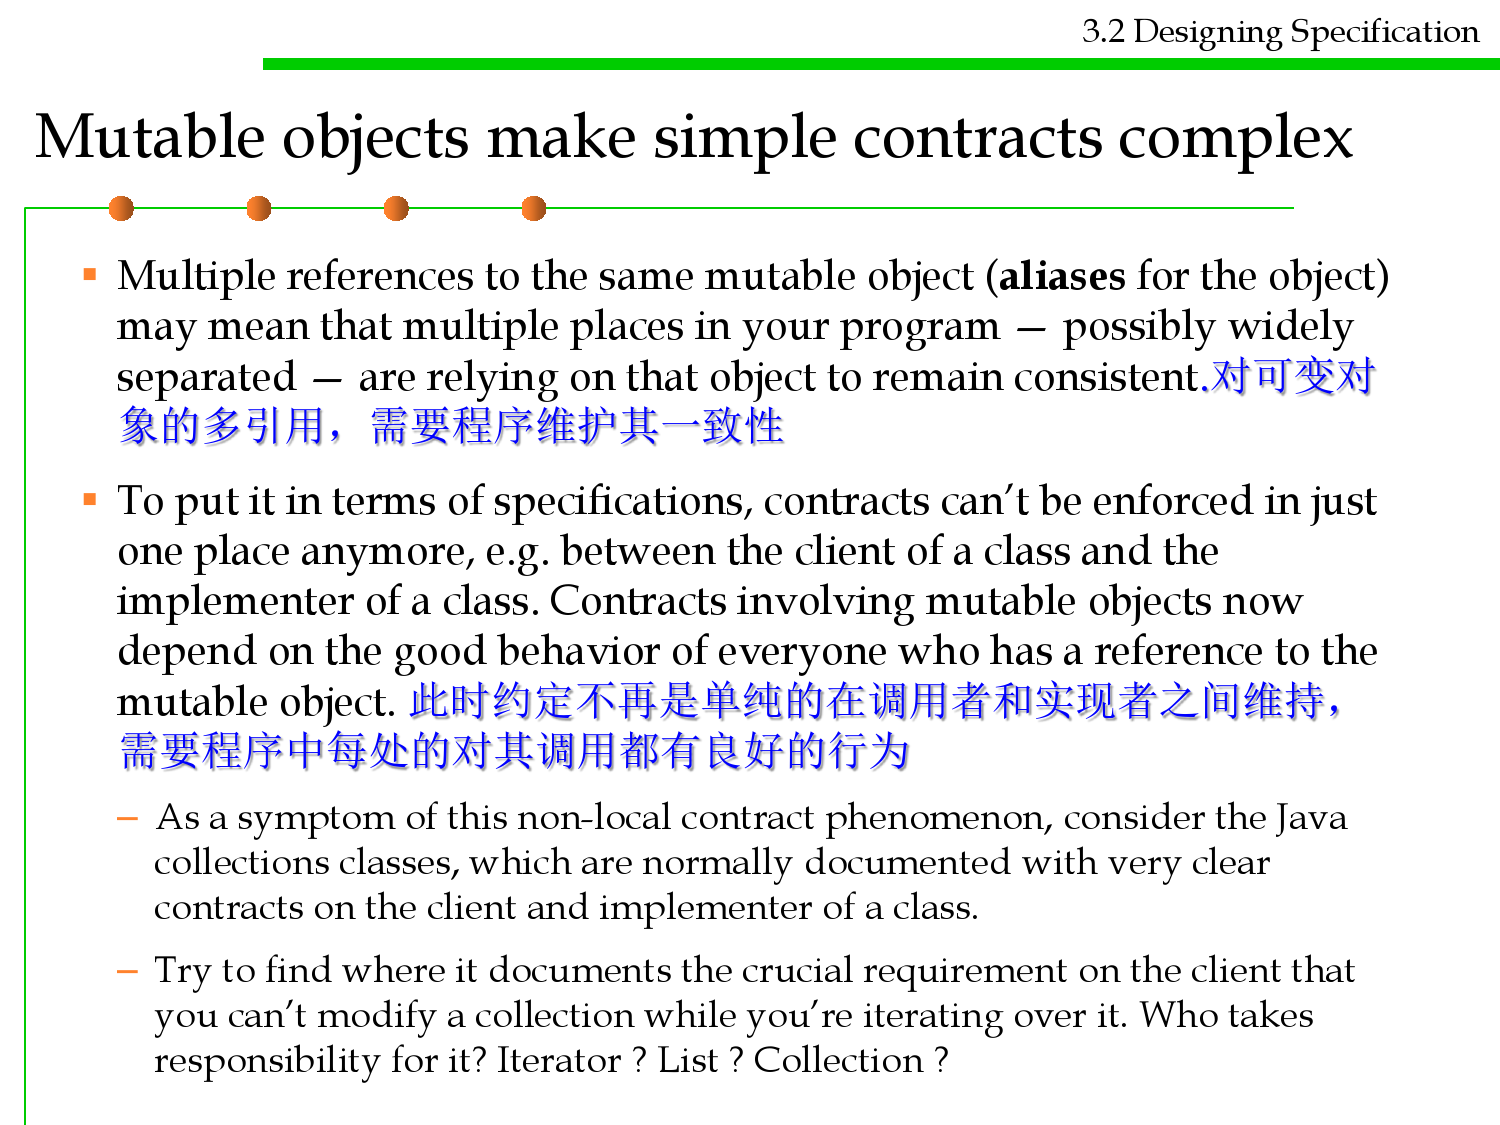 3.2 Designing Specification
Mutable objects make simple contracts complex
▪ Multiple references to the same mutable object (aliases for the object)
may mean that multiple places in your program — possibly widely
separated — are relying on that object to remain consistent.对可变对
象的多引用，需要程序维护其一致性
▪ To put it in terms of specifications, contracts can’t be enforced in just
one place anymore, e.g. between the client of a class and the
implementer of a class. Contracts involving mutable objects now
depend on the good behavior of everyone who has a reference to the
mutable object. 此时约定不再是单纯的在调用者和实现者之间维持，
需要程序中每处的对其调用都有良好的行为
– As a symptom of this non-local contract phenomenon, consider the Java
collections classes, which are normally documented with very clear
contracts on the client and implementer of a class.
– Try to find where it documents the crucial requirement on the client that
you can’t modify a collection while you’re iterating over it. Who takes
responsibility for it? Iterator ? List ? Collection ?